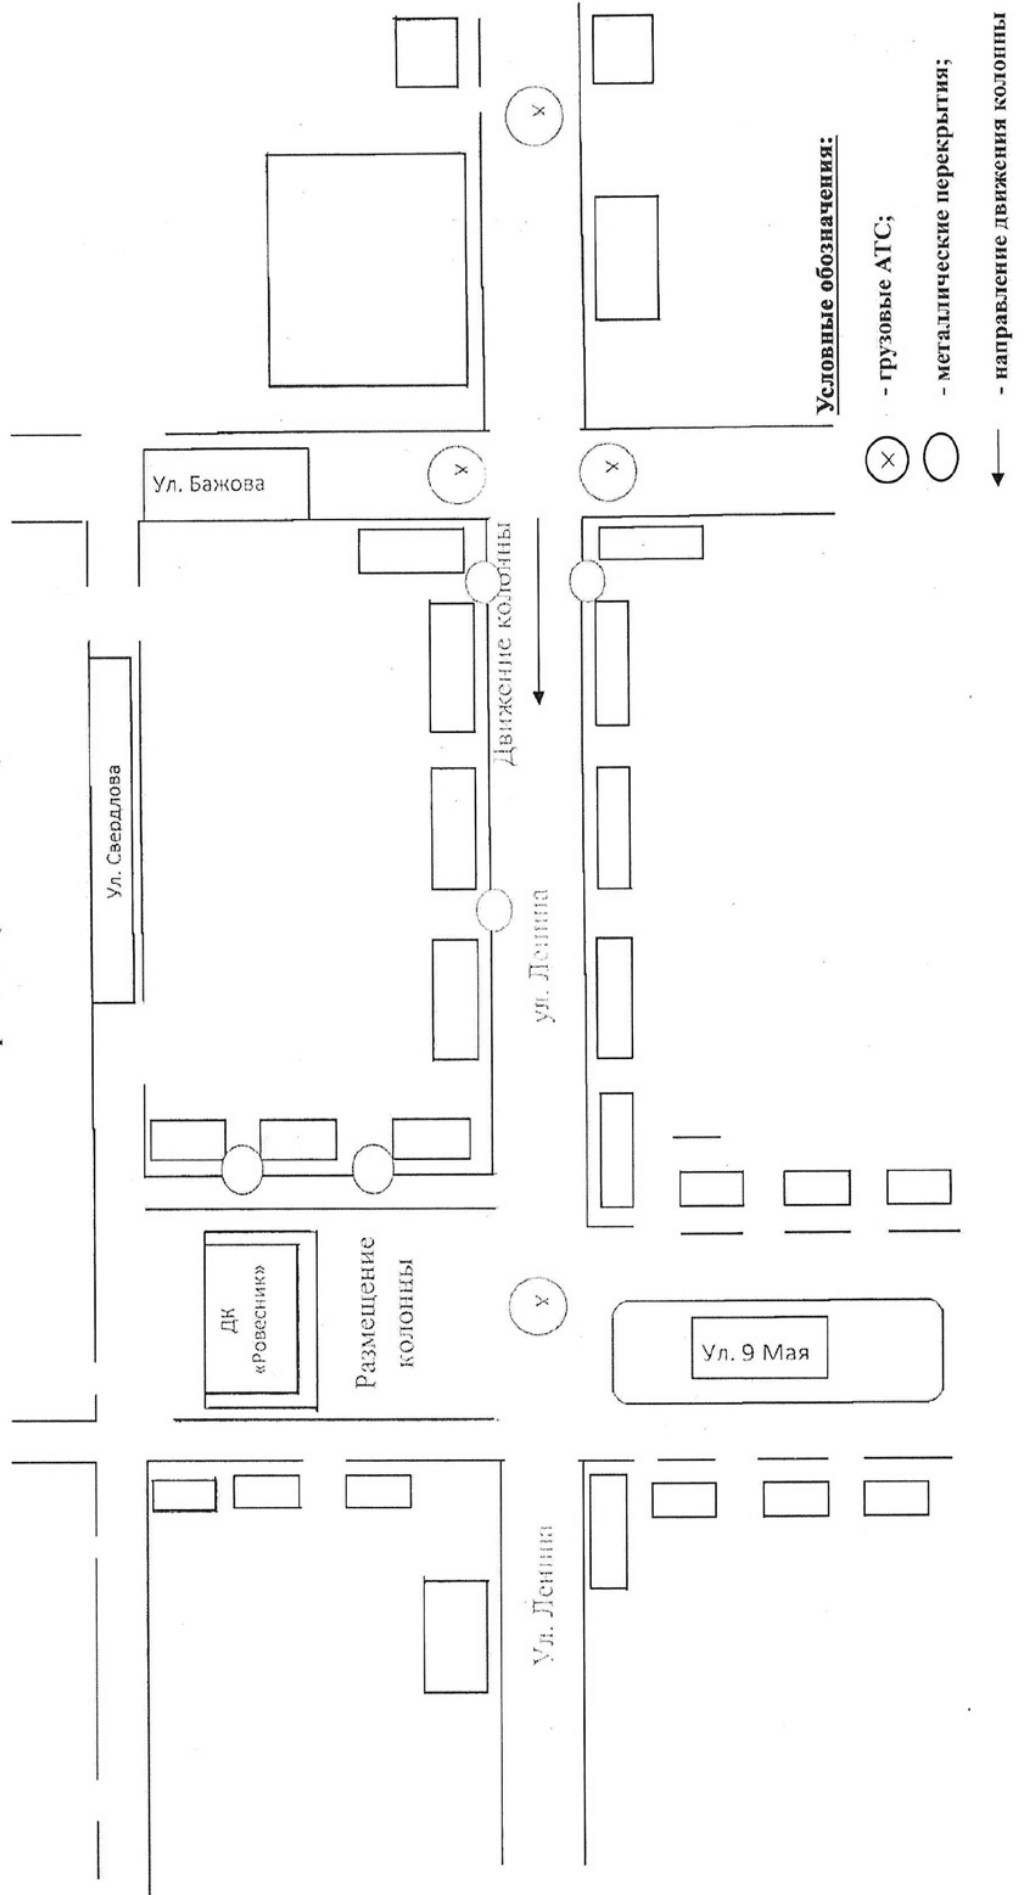 Ул. Бажова
Ул. Свердлова
Движение колонны
ул. Ленина
ДК
«Ровесник»
Размещение
колонны
Ул. 9 Мая
Ул. Ленина
X
X
X
X
Условные обозначения:
X - грузовые АТС;
- металлические перекрытия;
- направление движения колонны